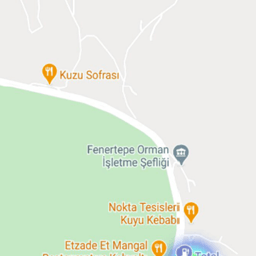 Kuzu Sofrası
Fenertepe Orman
İşletme Şefliği
Nokta Tesisleri
Kuyu Kebabı
Etzade Et Mangal